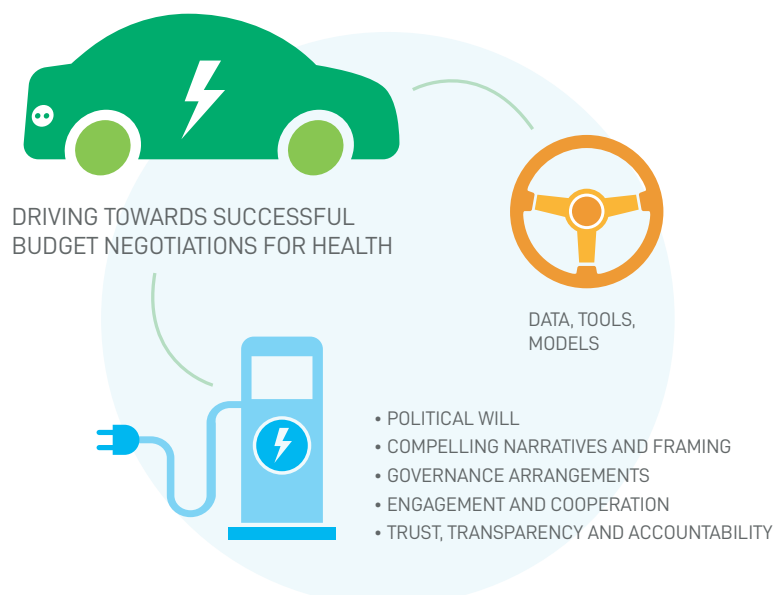 DRIVING TOWARDS SUCCESSFUL
BUDGET NEGOTIATIONS FOR HEALTH
DATA, TOOLS,
MODELS
• POLITICAL WILL
• COMPELLING NARRATIVES AND FRAMING
• GOVERNANCE ARRANGEMENTS
• ENGAGEMENT AND COOPERATION
• TRUST, TRANSPARENCY AND ACCOUNTABILITY